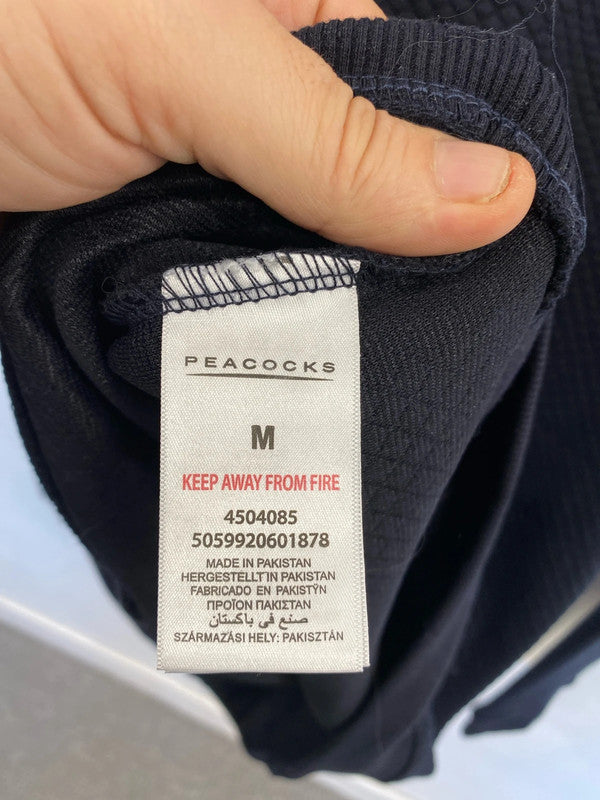 PEACOCKS
M
KEEP AWAY FROM FIRE
4504085
5059920601878
MADE IN PAKISTAN
HERGESTELLT IN PAKISTAN
FABRICADO EN PAKISTŸN
ΠΡΟΪΟΝ ΠΑΚΙΣΤΑΝ
صنع في باكستان
SZÁRMAZÁSI HELY: PAKISZTÁN